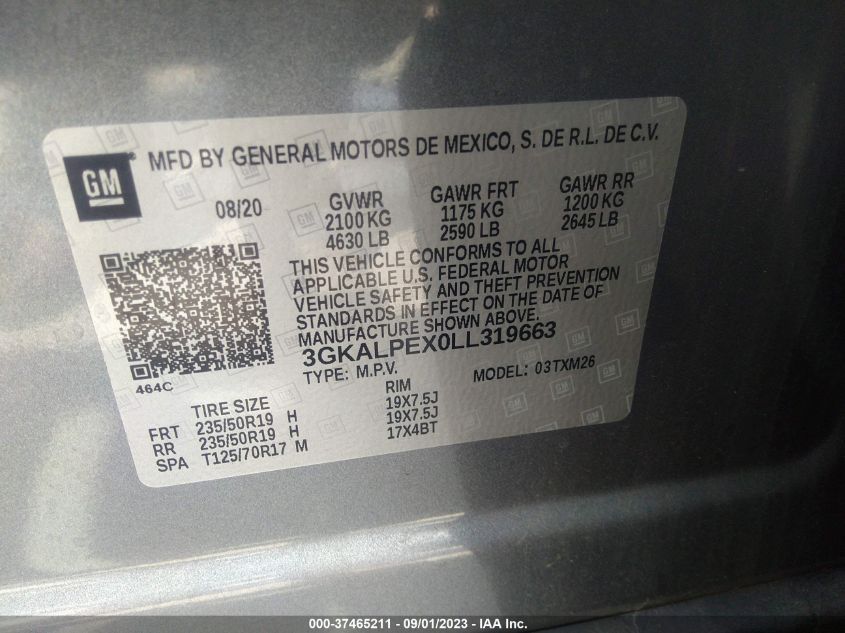 GM
MFD BY GENERAL MOTORS DE MEXICO, S. DE R.L. DE C.V.
08/20
GVWR GAWR FRT GAWR RR
2100 KG 1175 KG 1200 KG
4630 LB 2590 LB 2645 LB
THIS VEHICLE CONFORMS TO ALL
APPLICABLE U.S. FEDERAL MOTOR
VEHICLE SAFETY AND THEFT PREVENTION
STANDARDS IN EFFECT ON THE DATE OF
MANUFACTURE SHOWN ABOVE.
3GKALPEX0LL319663
464C
TYPE: M.P.V. MODEL: 03TXM26
TIRE SIZE RIM
FRT 235/50R19 H 19X7.5J
RR 235/50R19 H 19X7.5J
SPA T125/70R17 M 17X4BT
000-37465211 - 09/01/2023 - IAA Inc.